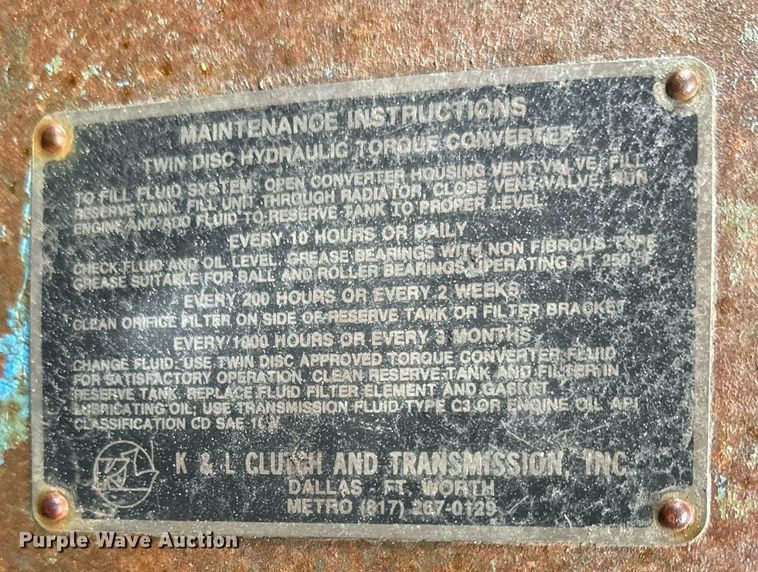 MAINTENANCE INSTRUCTIONS
TWIN DISC HYDRAULIC TORQUE CONVERTER
TO FILL FLUID SYSTEM: OPEN CONVERTER HOUSING VENT VALVE, FILL
RESERVE TANK, FILL UNIT THROUGH RADIATOR, CLOSE VENT VALVE, RUN
ENGINE AND ADD FLUID TO RESERVE TANK TO PROPER LEVEL.
EVERY 10 HOURS OR DAILY
CHECK FLUID AND OIL LEVEL. GREASE BEARINGS WITH NON FIBROUS TYPE
GREASE SUITABLE FOR BALL AND ROLLER BEARINGS OPERATING AT 250°F
EVERY 200 HOURS OR EVERY 2 WEEKS
CLEAN ORIFICE FILTER ON SIDE OF RESERVE TANK OR FILTER BRACKET
EVERY 1000 HOURS OR EVERY 3 MONTHS
CHANGE FLUID: USE TWIN DISC APPROVED TORQUE CONVERTER FLUID
FOR SATISFACTORY OPERATION. CLEAN RESERVE TANK AND FILTER IN
RESERVE TANK. REPLACE FLUID FILTER ELEMENT AND GASKET
LUBRICATING OIL: USE TRANSMISSION FLUID TYPE C3 OR ENGINE OIL API
CLASSIFICATION CD SAE 10W
K & L CLUTCH AND TRANSMISSION, INC.
DALLAS - FT. WORTH
METRO (817) 267-0129
Purple Wave Auction